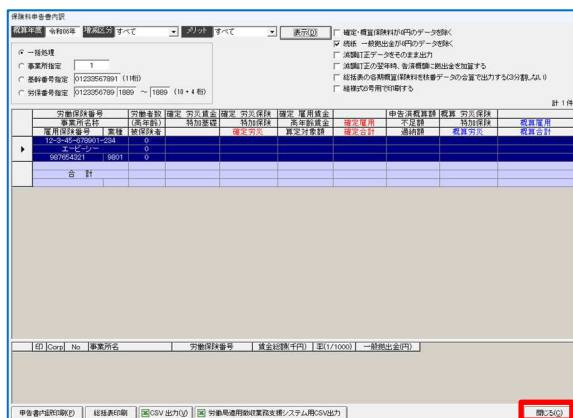 保険料申告書内訳
概算年度 令和06年 増減区分 すべて メリット すべて 表示(D)
確定・概算保険料が0円のデータを除く
続紙 一般拠出金が0円のデータを除く
減額訂正データをそのまま出力
減額訂正の翌年時、告済概額に拠出金を加算する
総括表の各期概算保険料を枝番データの合算で出力する(3分割しない)
総様式6号用で印刷する
一括処理
事業所指定 1
基幹番号指定 01233567891 (11桁)
労保番号指定 0123356789 1889 ~ 1889 (10 + 4 桁)
計 1件
労働保険番号 労働者数 確定 労災賃金 確定 労災保険 確定 雇用賃金 申告済概算額 概算 労災保険
事業所名称 (高年齢) 特加基礎 特加保険 高年齢賃金 確定雇用 不足額 特加保険 概算雇用
雇用保険番号 業種 被保険者 確定労災 算定対象額 確定合計 過納額 概算労災 概算合計
12-3-45-678901-234 0
エービーシー 0
987654321 9801 0
合 計
印 Corp No 事業所名 労働保険番号 賃金総額(千円) 率(1/1000) 一般拠出金(円)
申告書内訳印刷(P) 総括表印刷 CSV出力(V) 労働局適用徴収業務支援システム用CSV出力 閉じる(C)